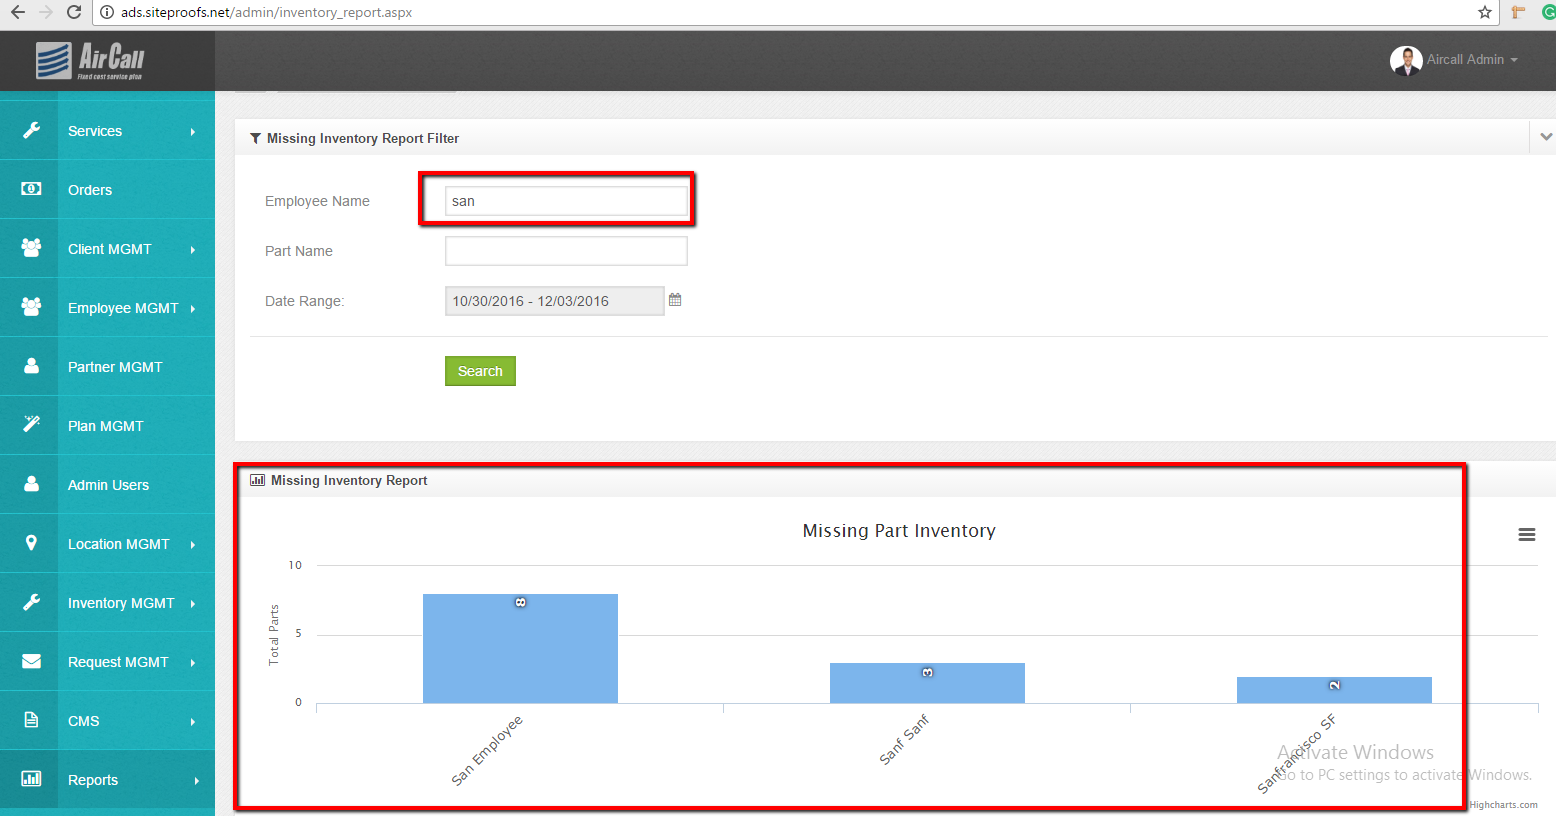 ads.siteproofs.net/admin/inventory_report.aspx
AirCall
Fixed cost service plan
Aircall Admin
Services
Orders
Client MGMT
Employee MGMT
Partner MGMT
Plan MGMT
Admin Users
Location MGMT
Inventory MGMT
Request MGMT
CMS
Reports
Missing Inventory Report Filter
Employee Name
san
Part Name
Date Range:
10/30/2016 - 12/03/2016
Search
Missing Inventory Report
Missing Part Inventory
Total Parts
10
5
0
8
3
2
San Employee
Sanf Sanf
Sanfrancisco SF
Activate Windows
Go to PC settings to activate Windows.
Highcharts.com